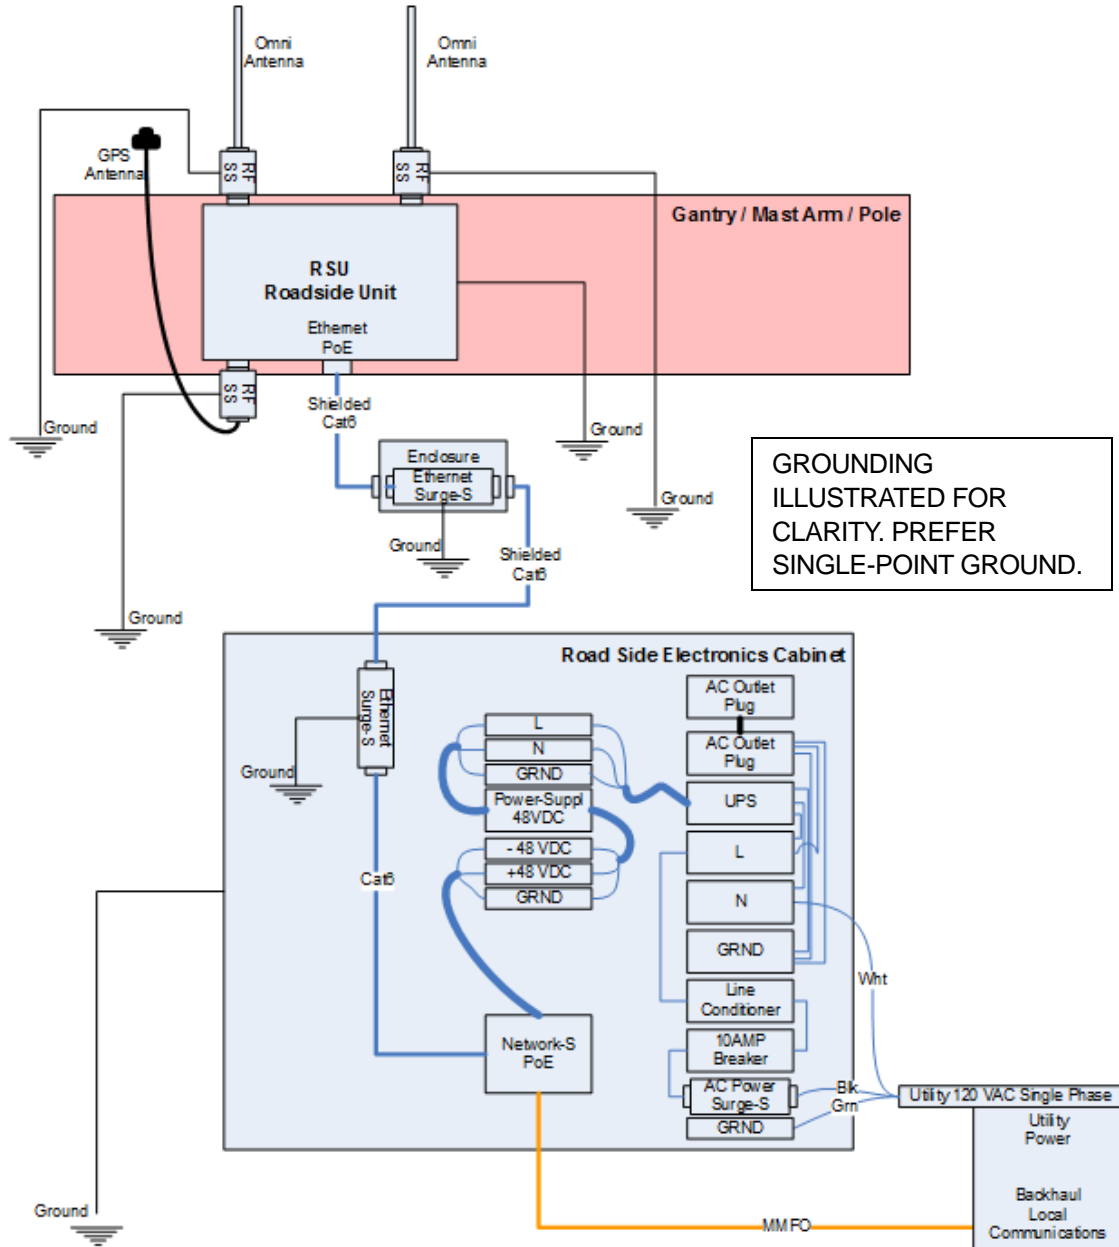 Omni
Antenna
Omni
Antenna
GPS
Antenna
RF
SS
RF
SS
Gantry / Mast Arm / Pole
RSU
Roadside Unit
Ethernet
PoE
RF
SS
Shielded
Cat6
Ground
Ground
Enclosure
Ethernet
Surge-S
Ground
Ground
Shielded
Cat6
GROUNDING
ILLUSTRATED FOR
CLARITY. PREFER
SINGLE-POINT GROUND.
Ground
Road Side Electronics Cabinet
Ethernet
Surge-S
Ground
L
N
GRND
Power-Suppl
48VDC
- 48 VDC
+48 VDC
GRND
AC Outlet
Plug
AC Outlet
Plug
UPS
L
N
GRND
Line
Conditioner
10AMP
Breaker
AC Power
Surge-S
GRND
Cat6
Network-S
PoE
Wht
Blk
Grn
Utility 120 VAC Single Phase
Utility
Power
Backhaul
Local
Communications
MMFO
Ground